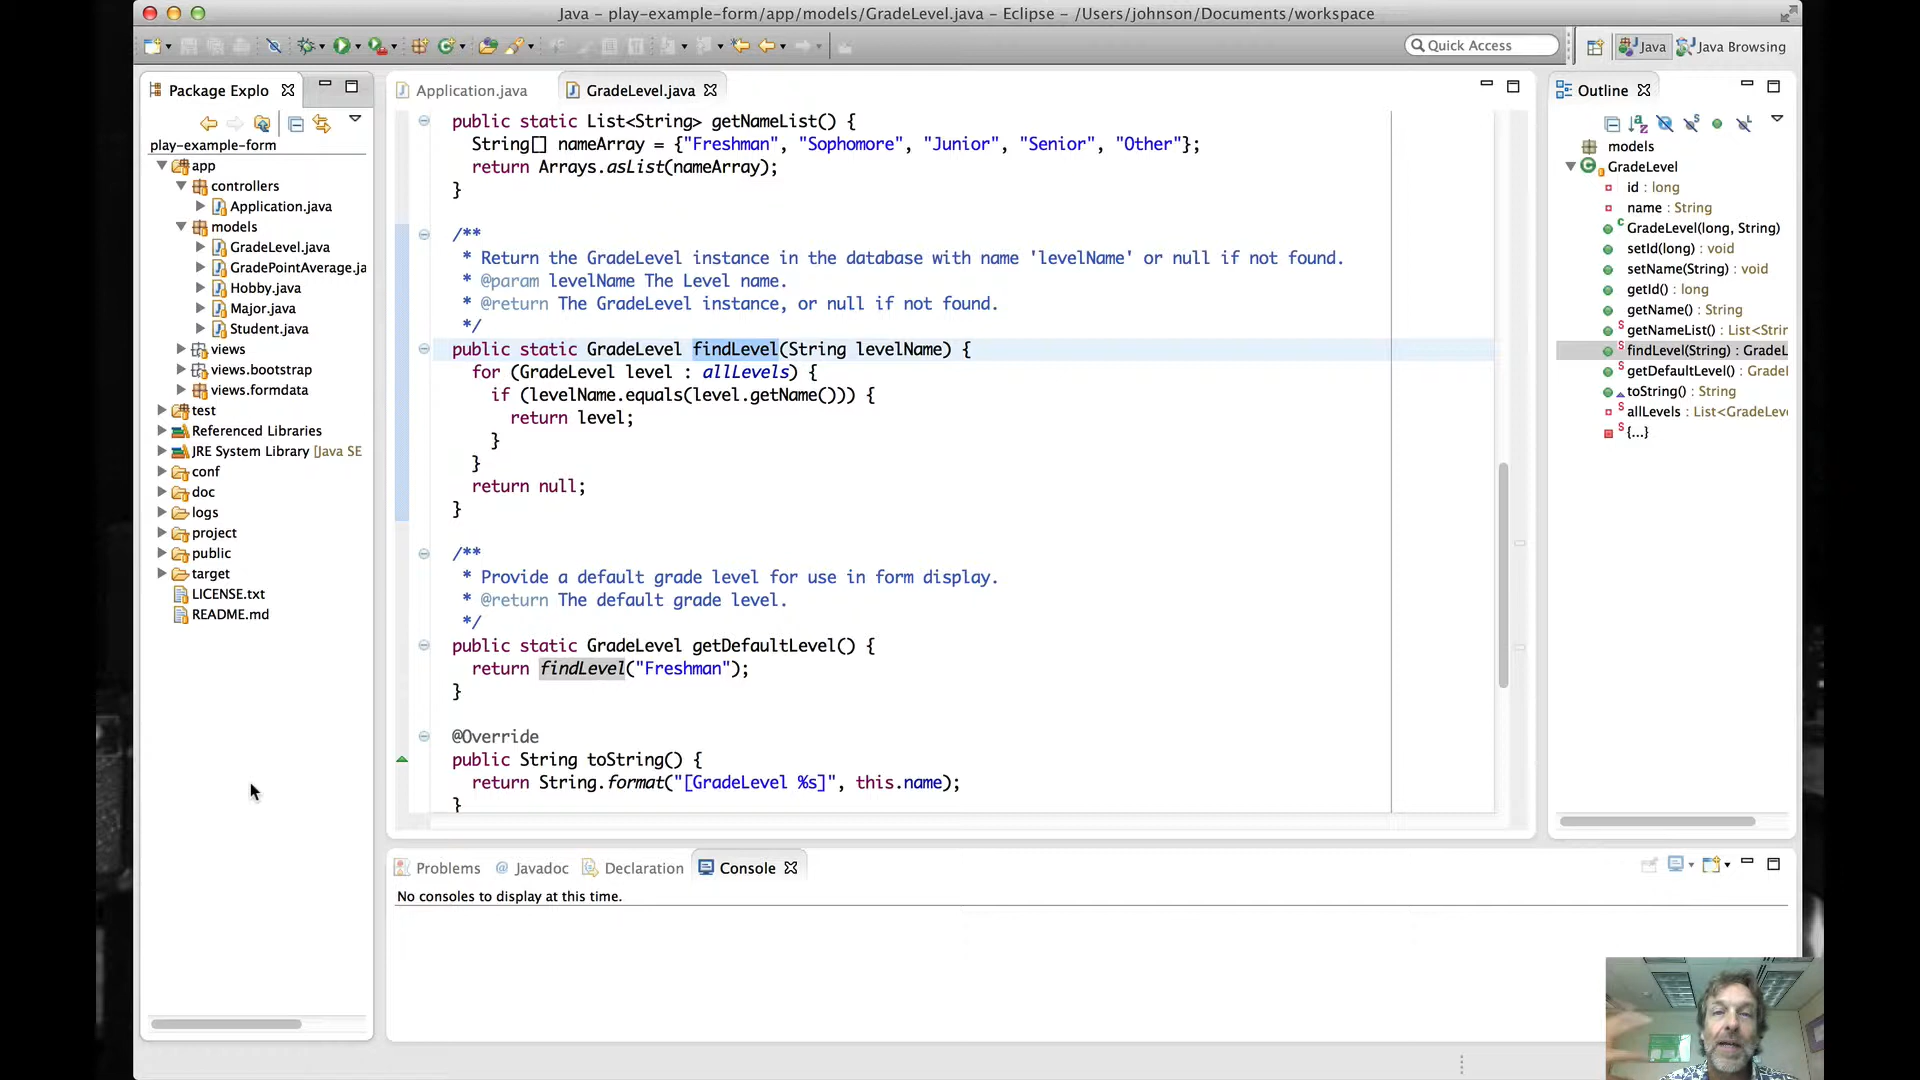 Java – play-example-form/app/models/GradeLevel.java – Eclipse – /Users/johnson/Documents/workspace
Quick Access
Java
Java Browsing
Package Explo
play-example-form
app
controllers
Application.java
models
GradeLevel.java
GradePointAverage.ja
Hobby.java
Major.java
Student.java
views
views.bootstrap
views.formdata
test
Referenced Libraries
JRE System Library [Java SE
conf
doc
logs
project
public
target
LICENSE.txt
README.md
Application.java
GradeLevel.java
public static List<String> getNameList() {
String[] nameArray = {"Freshman", "Sophomore", "Junior", "Senior", "Other"};
return Arrays.asList(nameArray);
}
/**
* Return the GradeLevel instance in the database with name 'levelName' or null if not found.
* @param levelName The Level name.
* @return The GradeLevel instance, or null if not found.
*/
public static GradeLevel findLevel(String levelName) {
for (GradeLevel level : allLevels) {
if (levelName.equals(level.getName())) {
return level;
}
}
return null;
}
/**
* Provide a default grade level for use in form display.
* @return The default grade level.
*/
public static GradeLevel getDefaultLevel() {
return findLevel("Freshman");
}
@Override
public String toString() {
return String.format("[GradeLevel %s]", this.name);
}
Outline
models
GradeLevel
id : long
name : String
GradeLevel(long, String)
setId(long) : void
setName(String) : void
getId() : long
getName() : String
getNameList() : List<Strin
findLevel(String) : GradeL
getDefaultLevel() : Gradel
toString() : String
allLevels : List<GradeLeve
{...}
Problems
@ Javadoc
Declaration
Console
No consoles to display at this time.